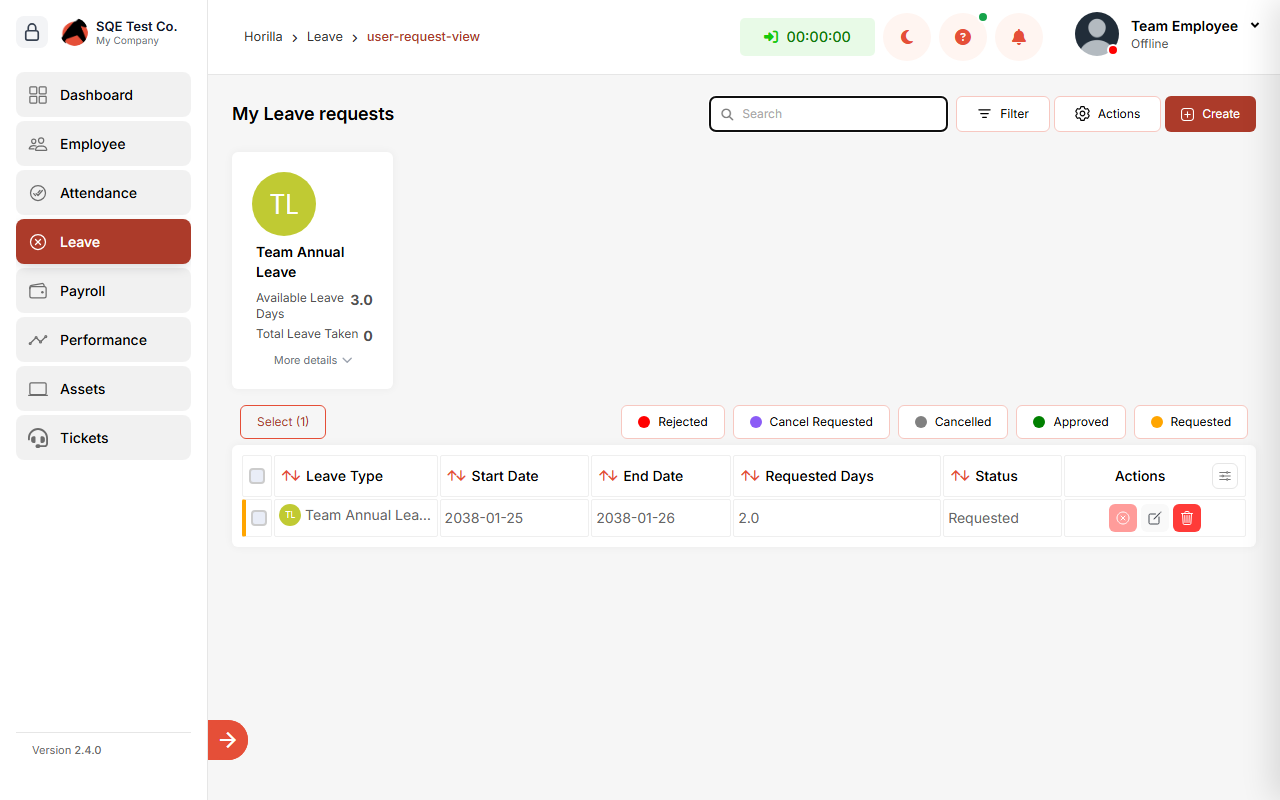 SQE Test Co.
My Company
Horilla
Leave
user-request-view
00:00:00
Team Employee
Offline
Dashboard
Employee
Attendance
Leave
Payroll
Performance
Assets
Tickets
Version 2.4.0
My Leave requests
Search
Filter
Actions
Create
TL
Team Annual
Leave
Available Leave
Days
3.0
Total Leave Taken 0
More details
Select (1)
Rejected
Cancel Requested
Cancelled
Approved
Requested
Leave Type
Start Date
End Date
Requested Days
Status
Actions
TL
Team Annual Lea...
2038-01-25
2038-01-26
2.0
Requested